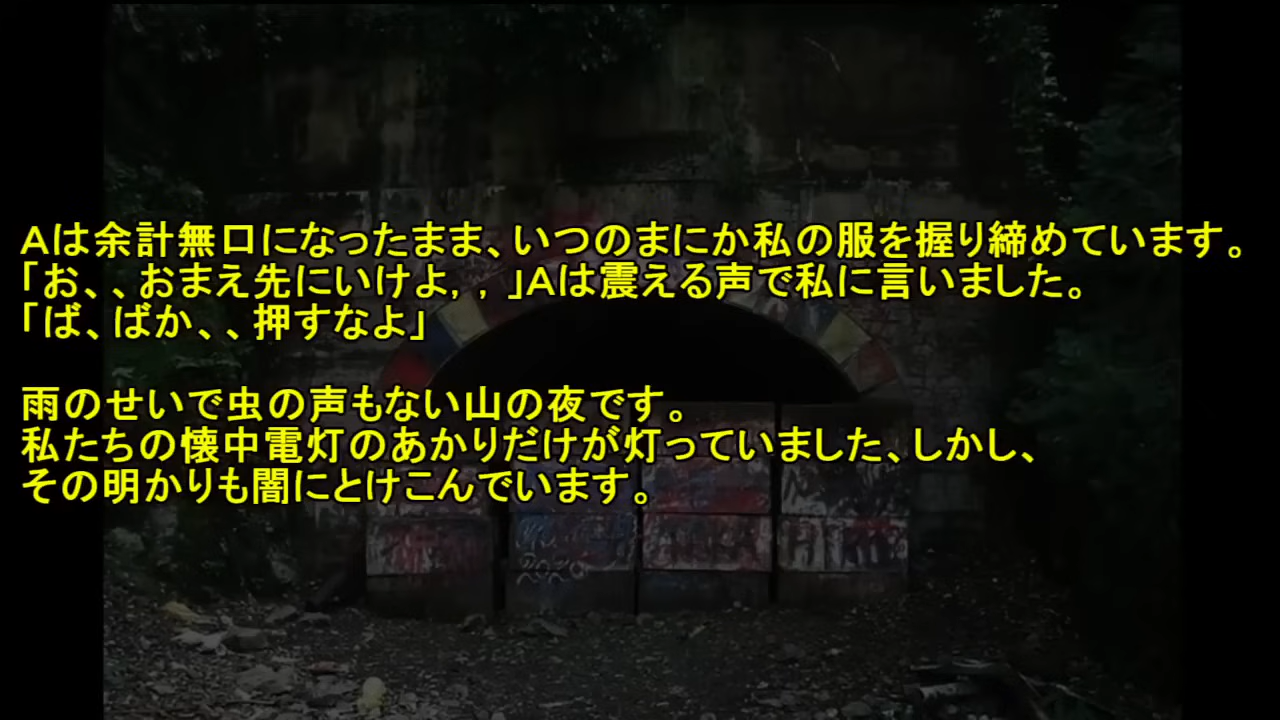 Ａは余計無口になったまま、いつのまにか私の服を握り締めています。
「お、、おまえ先にいけよ，，」Ａは震える声で私に言いました。
「ば、ばか、、押すなよ」
雨のせいで虫の声もない山の夜です。
私たちの懐中電灯のあかりだけが灯っていました、しかし、
その明かりも闇にとけこんでいます。